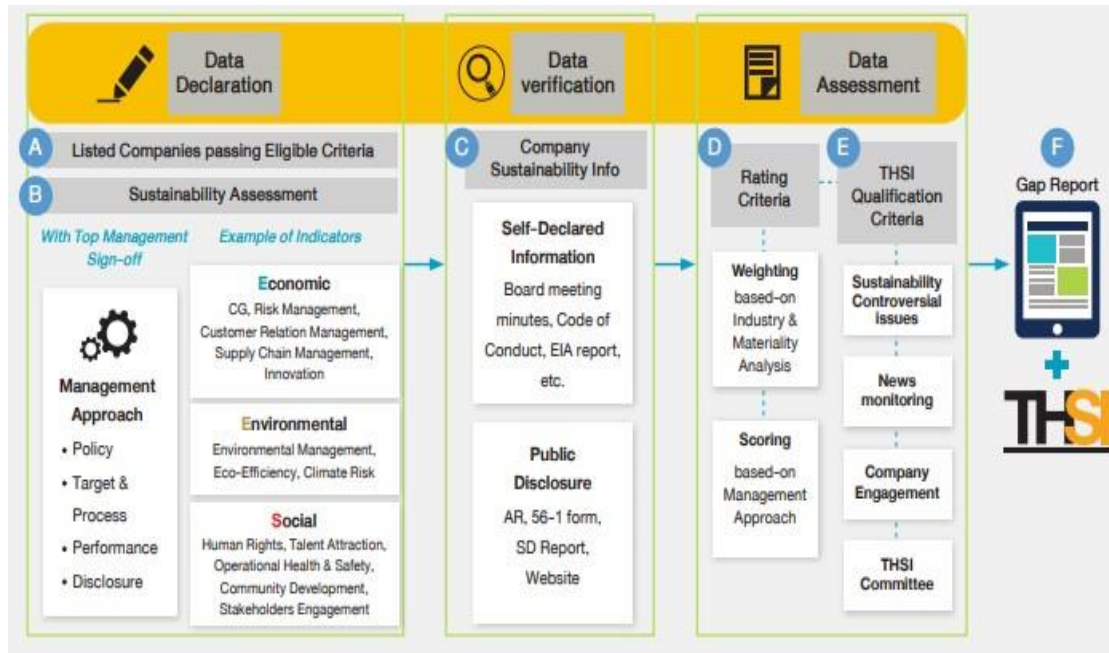 Data
Declaration
Data
verification
Data
Assessment
A
Listed Companies passing Eligible Criteria
B
Sustainability Assessment
With Top Management
Sign-off
Example of Indicators
Management
Approach
• Policy
• Target &
Process
• Performance
• Disclosure
Economic
CG, Risk Management,
Customer Relation Management,
Supply Chain Management,
Innovation
Environmental
Environmental Management,
Eco-Efficiency, Climate Risk
Social
Human Rights, Talent Attraction,
Operational Health & Safety,
Community Development,
Stakeholders Engagement
C
Company
Sustainability Info
Self-Declared
Information
Board meeting
minutes, Code of
Conduct, EIA report,
etc.
Public
Disclosure
AR, 56-1 form,
SD Report,
Website
D
Rating
Criteria
Weighting
based-on
Industry &
Materiality
Analysis
Scoring
based-on
Management
Approach
E
THSI
Qualification
Criteria
Sustainability
Controversial
issues
News
monitoring
Company
Engagement
THSI
Committee
F
Gap Report
+
THSI